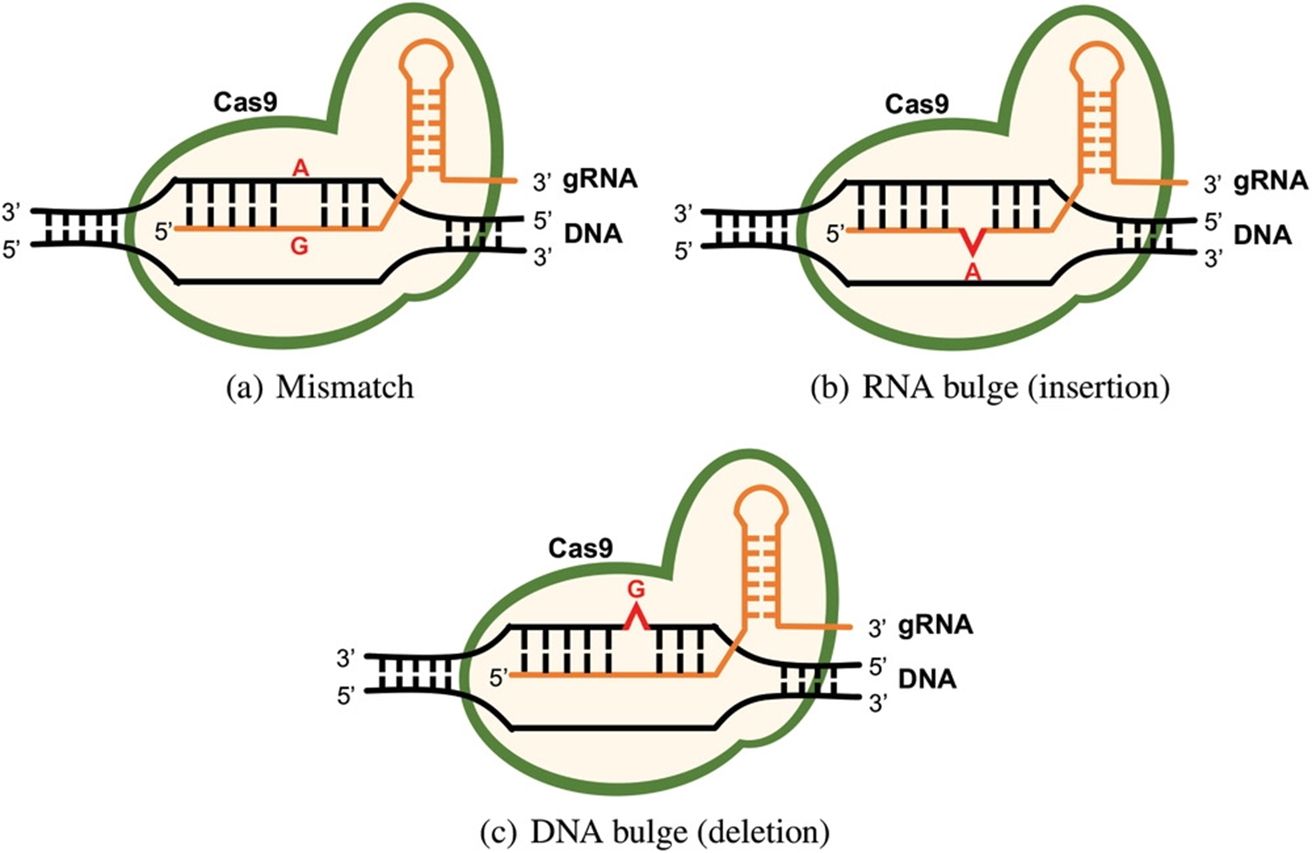 Cas9
A
3’ gRNA
3’
5’
5’
G
5’
DNA
3’
(a) Mismatch
Cas9
3’ gRNA
3’
5’
5’
A
5’
DNA
3’
(b) RNA bulge (insertion)
Cas9
G
3’ gRNA
3’
5’
5’
5’
DNA
3’
(c) DNA bulge (deletion)